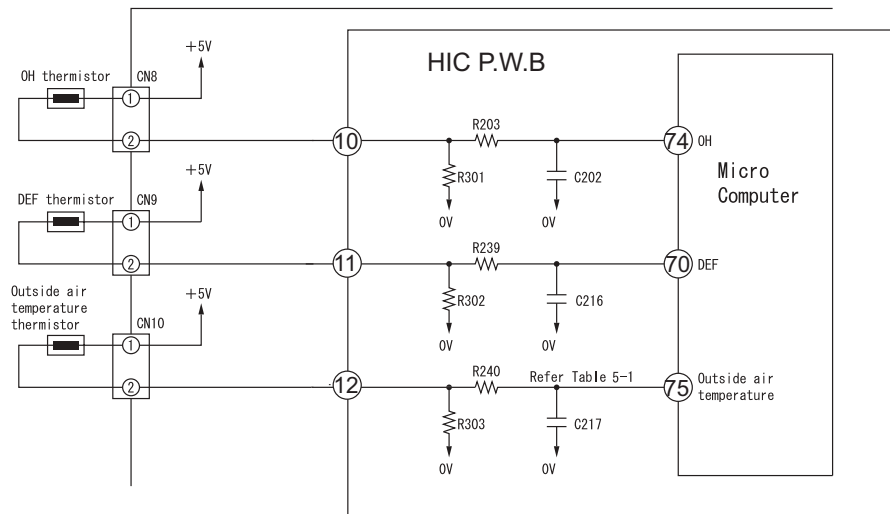 HIC P.W.B
+5V
OH thermistor
CN8
1
2
10
R203
R301
C202
0V
0V
74
OH
Micro
Computer
+5V
DEF thermistor
CN9
1
2
11
R239
R302
C216
0V
0V
70
DEF
+5V
Outside air
temperature
thermistor
CN10
1
2
12
R240
Refer Table 5-1
R303
C217
0V
0V
75
Outside air
temperature